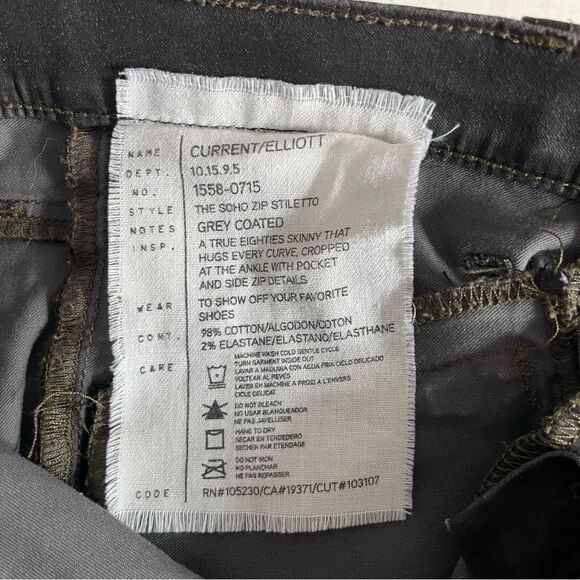 NAME CURRENT/ELLIOTT
DEPT. 10.15.9.5
NO. 1558-0715
STYLE THE SOHO ZIP STILETTO
NOTES GREY COATED
INSP. A TRUE EIGHTIES SKINNY THAT
HUGS EVERY CURVE, CROPPED
AT THE ANKLE WITH POCKET
AND SIDE ZIP DETAILS
WEAR TO SHOW OFF YOUR FAVORITE
SHOES
CONT. 98% COTTON/ALGODON/COTON
2% ELASTANE/ELASTANO/ELASTHANE
CARE MACHINE WASH COLD GENTLE CYCLE
TURN GARMENT INSIDE OUT
LAVAR A MAQUINA CON AGUA FRIA CICLO DELICADO
VOLTEAR AL REVÉS
LAVER EN MACHINE A FROID A L'ENVERS
CICLE DELICAT
DO NOT BLEACH
NO USAR BLANQUEADOR
NE PAS JAVELLISER
HANG TO DRY
SECAR EN TENDEDERO
SECHER PAR ETENDAGE
DO NOT IRON
NO PLANCHAR
NE PAS REPASSER
CODE RN#105230/CA#19371/CUT#103107